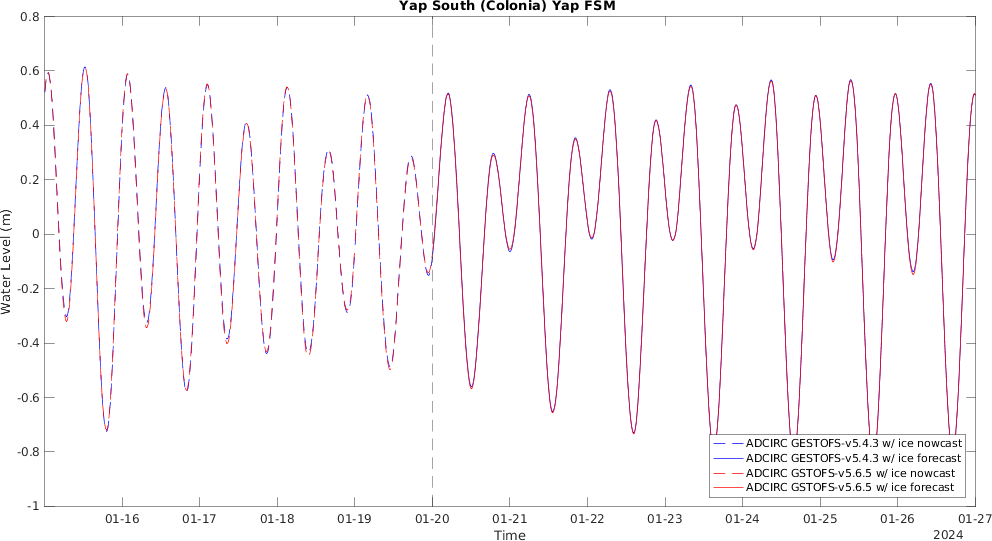 Yap South (Colonia) Yap FSM
0.8
0.6
0.4
0.2
0
-0.2
-0.4
-0.6
-0.8
-1
Water Level (m)
ADCIRC GESTOFS-v5.4.3 w/ ice nowcast
ADCIRC GESTOFS-v5.4.3 w/ ice forecast
ADCIRC GSTOFS-v5.6.5 w/ ice nowcast
ADCIRC GSTOFS-v5.6.5 w/ ice forecast
01-16 01-17 01-18 01-19 01-20 01-21 01-22 01-23 01-24 01-25 01-26 01-27
Time
2024